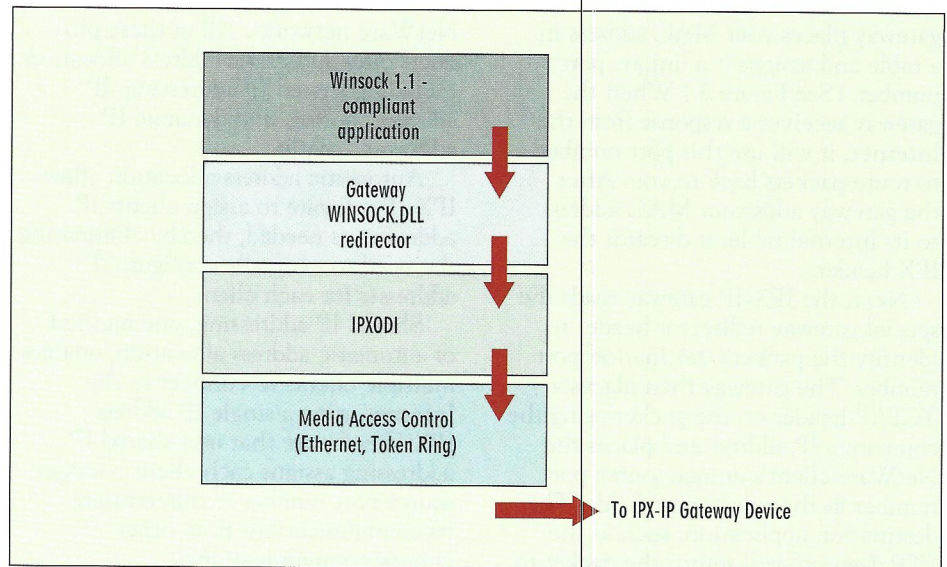 Winsock 1.1 -
compliant
application
Gateway
WINSOCK.DLL
redirector
IPXODI
Media Access Control
(Ethernet, Token Ring)
To IPX-IP Gateway Device